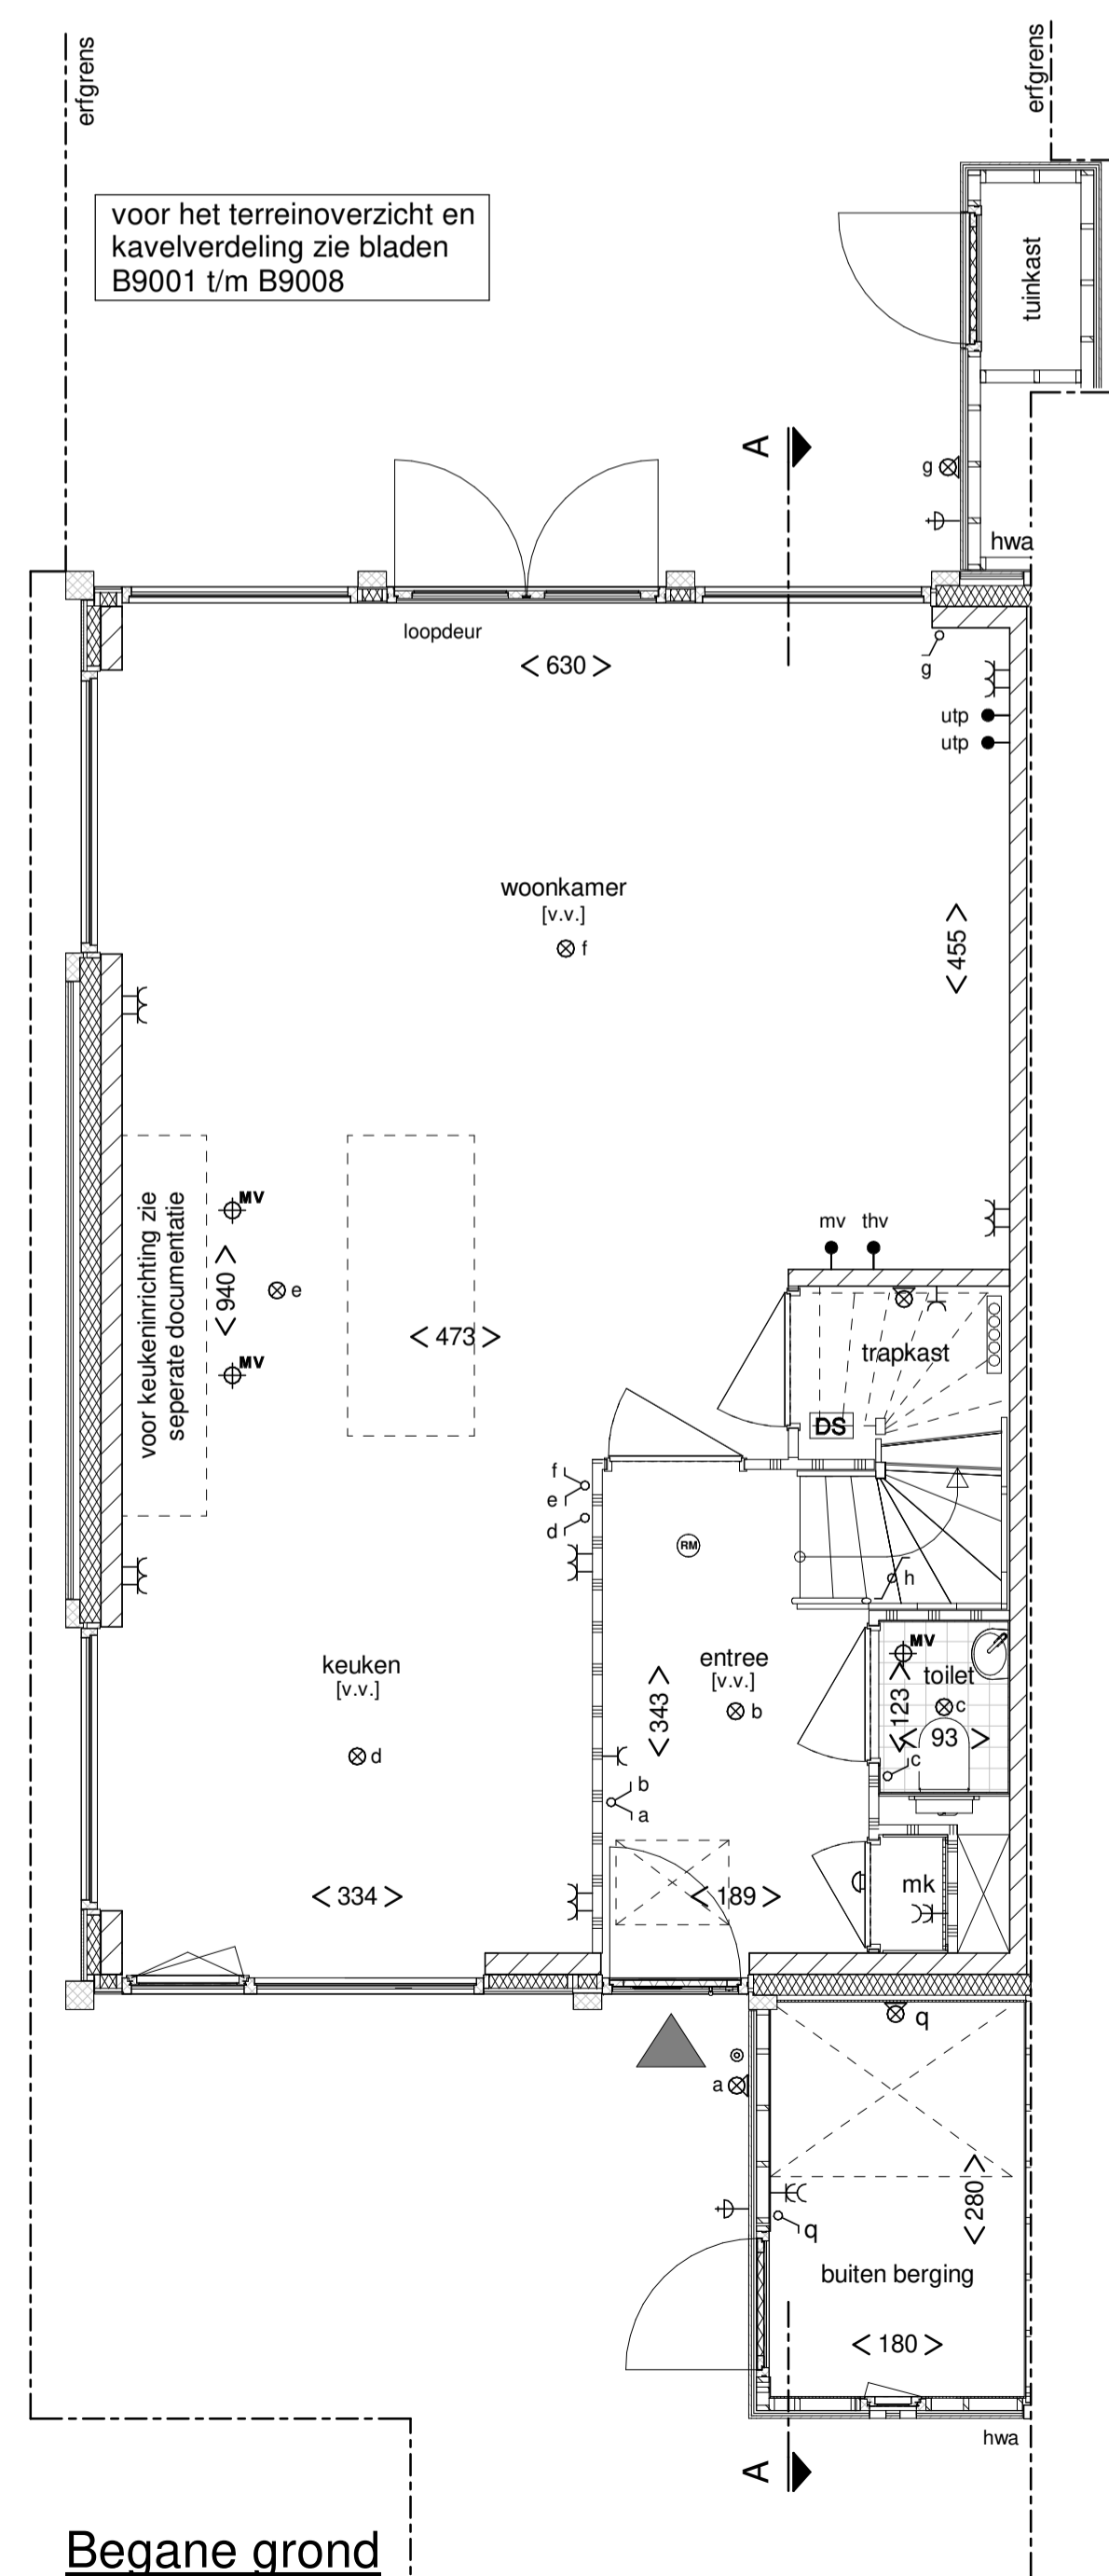 erfgrens
erfgrens
voor het terreinoverzicht en
kavelverdeling zie bladen
B9001 t/m B9008
tuinkast
A
g
hwa
loopdeur
< 630 >
g
utp
utp
woonkamer
[v.v.]
f
< 455 >
voor keukeninrichting zie
seperate documentatie
MV
< 940 >
e
MV
< 473 >
mv thv
trapkast
DS
f
e
d
RM
h
keuken
[v.v.]
d
entree
[v.v.]
b
< 343 >
MV
toilet
c
< 123 >
< 93 >
c
b
a
< 334 >
< 189 >
mk
q
a
q
< 280 >
buiten berging
< 180 >
hwa
A
Begane grond